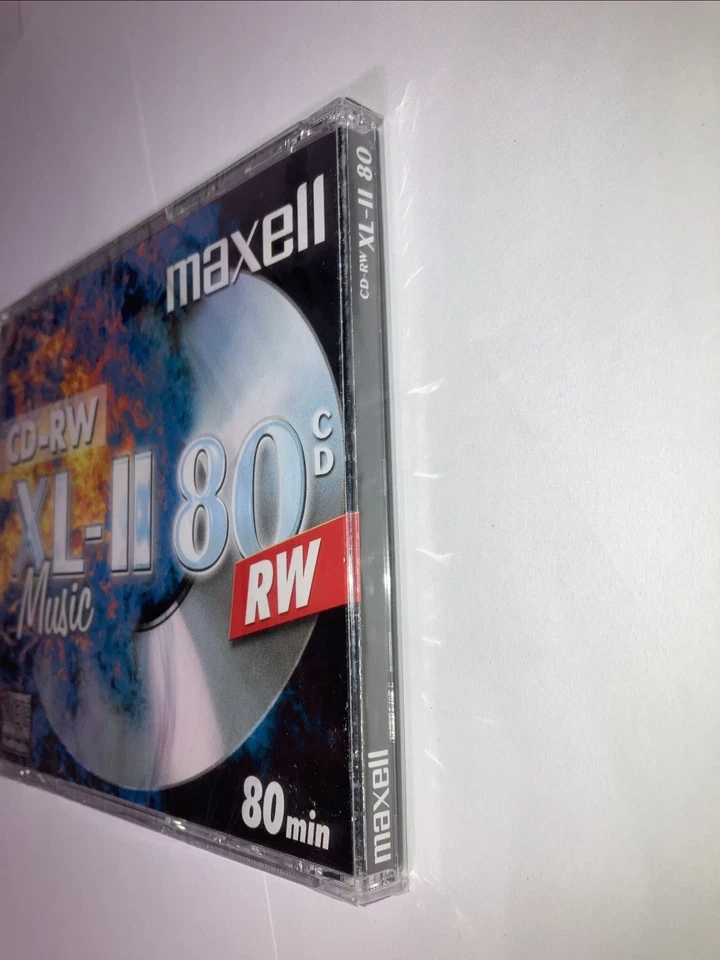 maxell
CD-RW
XL-II 80
CD
RW
Music
80 min
CD-RW XL-II 80
maxell